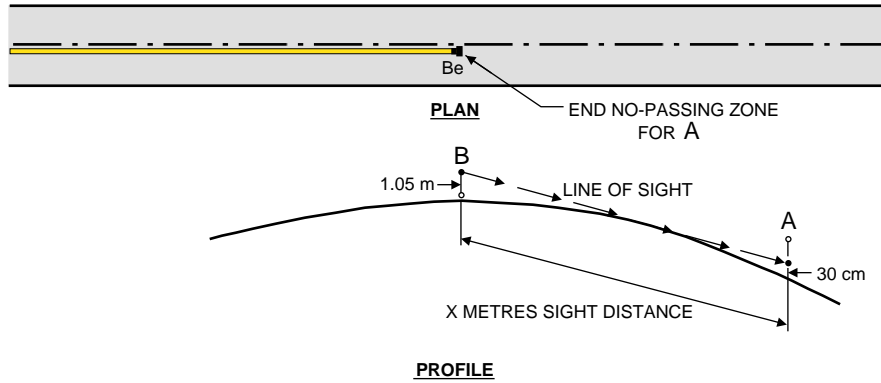 Be
PLAN
END NO-PASSING ZONE
FOR A
B
1.05 m
LINE OF SIGHT
A
30 cm
X METRES SIGHT DISTANCE
PROFILE